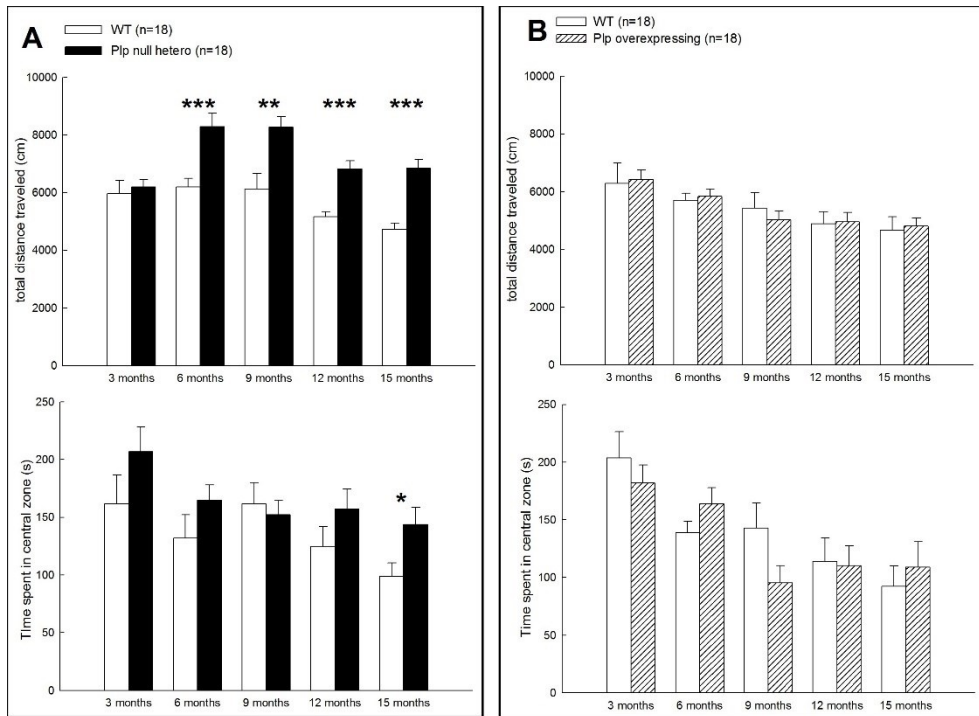 A
WT (n=18)
Plp null hetero (n=18)
total distance traveled (cm)
10000
8000
6000
4000
2000
0
*** ** *** ***
3 months 6 months 9 months 12 months 15 months
Time spent in central zone (s)
250
200
150
100
50
0
*
3 months 6 months 9 months 12 months 15 months
B
WT (n=18)
Plp overexpressing (n=18)
total distance traveled (cm)
10000
8000
6000
4000
2000
0
3 months 6 months 9 months 12 months 15 months
Time spent in central zone (s)
250
200
150
100
50
0
3 months 6 months 9 months 12 months 15 months